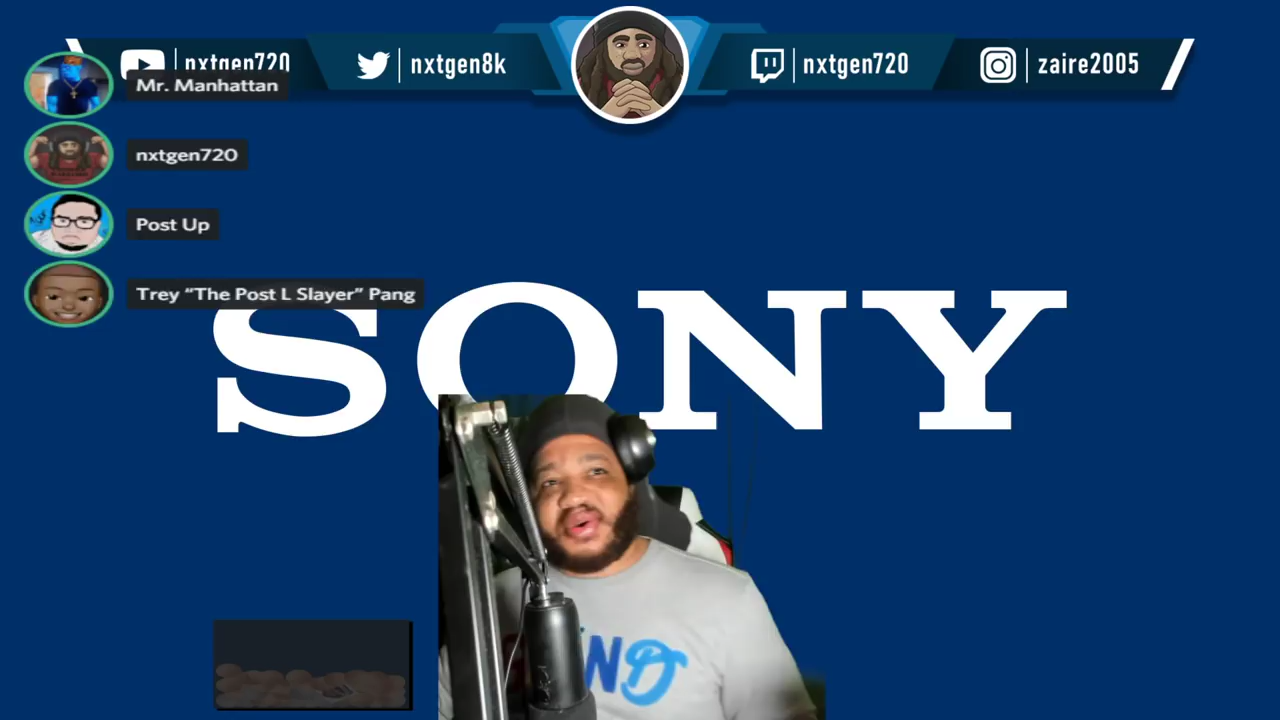 nxtgen720
nxtgen8k
nxtgen720
zaire2005
Mr. Manhattan
nxtgen720
Post Up
Trey “The Post L Slayer” Pang
SONY